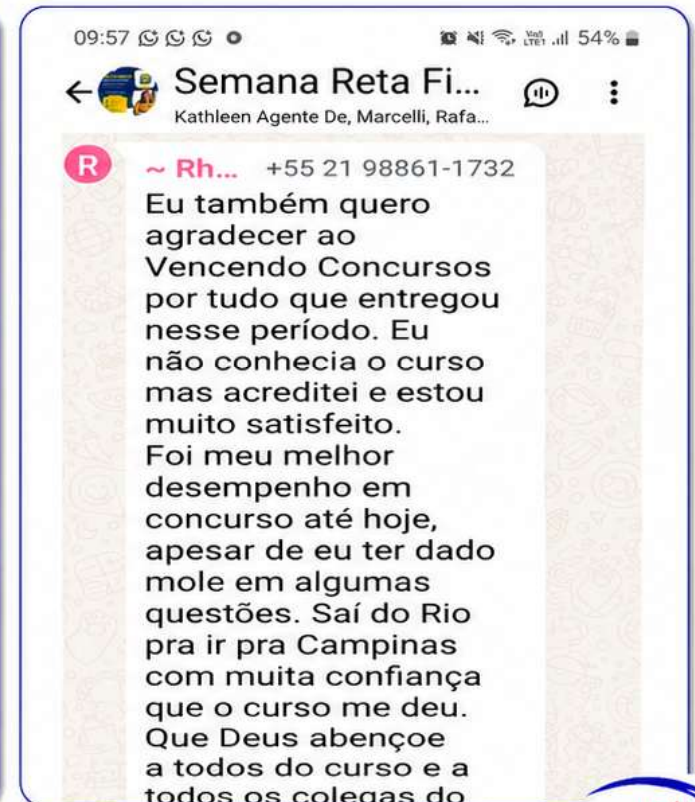 09:57 54%
Semana Reta Fi...
Kathleen Agente De, Marcelli, Rafa...
R
~ Rh... +55 21 98861-1732
Eu também quero
agradecer ao
Vencendo Concursos
por tudo que entregou
nesse período. Eu
não conhecia o curso
mas acreditei e estou
muito satisfeito.
Foi meu melhor
desempenho em
concurso até hoje,
apesar de eu ter dado
mole em algumas
questões. Saí do Rio
pra ir pra Campinas
com muita confiança
que o curso me deu.
Que Deus abençoe
a todos do curso e a
todos os colegas do